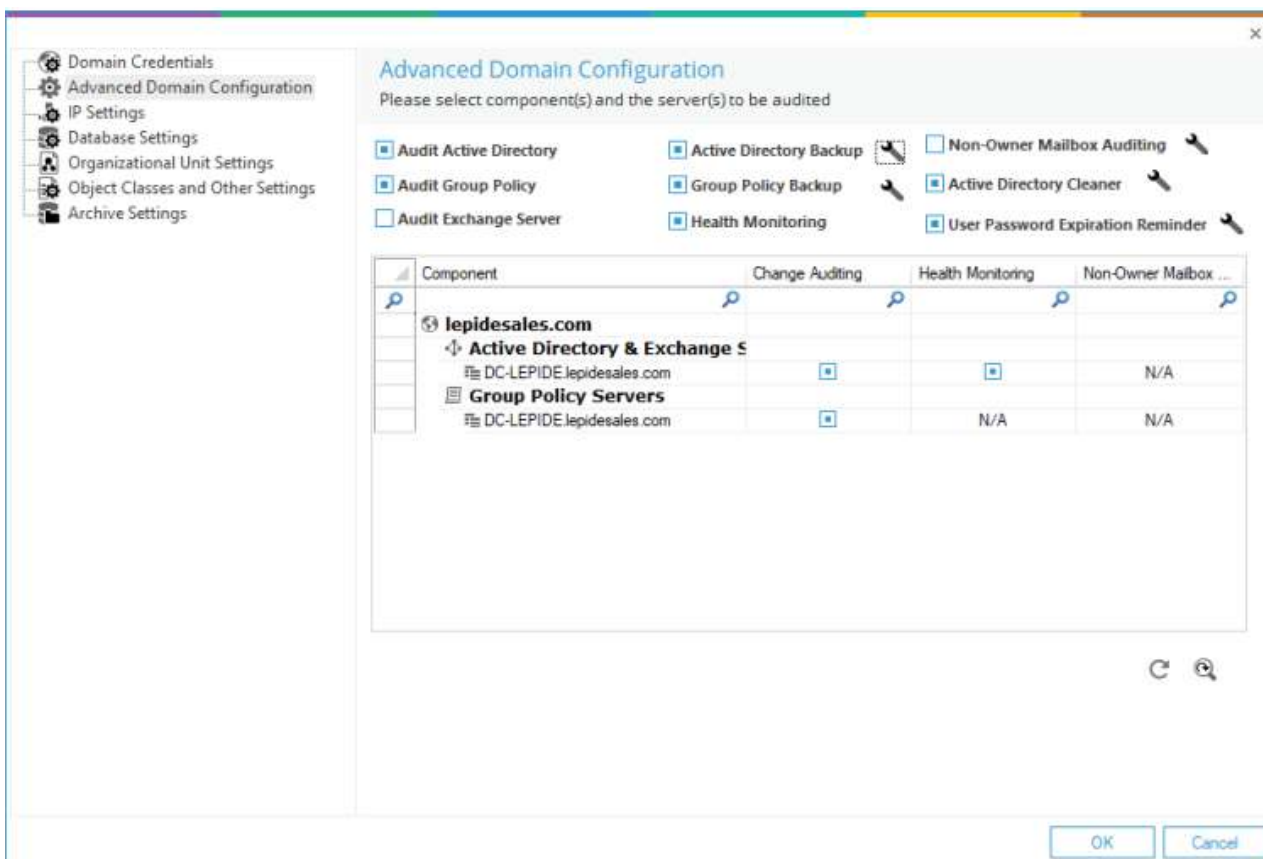 Domain Credentials
Advanced Domain Configuration
IP Settings
Database Settings
Organizational Unit Settings
Object Classes and Other Settings
Archive Settings
Advanced Domain Configuration
Please select component(s) and the server(s) to be audited
Audit Active Directory
Active Directory Backup
Non-Owner Mailbox Auditing
Audit Group Policy
Group Policy Backup
Active Directory Cleaner
Audit Exchange Server
Health Monitoring
User Password Expiration Reminder
Component Change Auditing Health Monitoring Non-Owner Mailbox ...
lepidesales.com
Active Directory & Exchange S
DC-LEPIDE.lepidesales.com N/A
Group Policy Servers
DC-LEPIDE.lepidesales.com N/A N/A
OK
Cancel